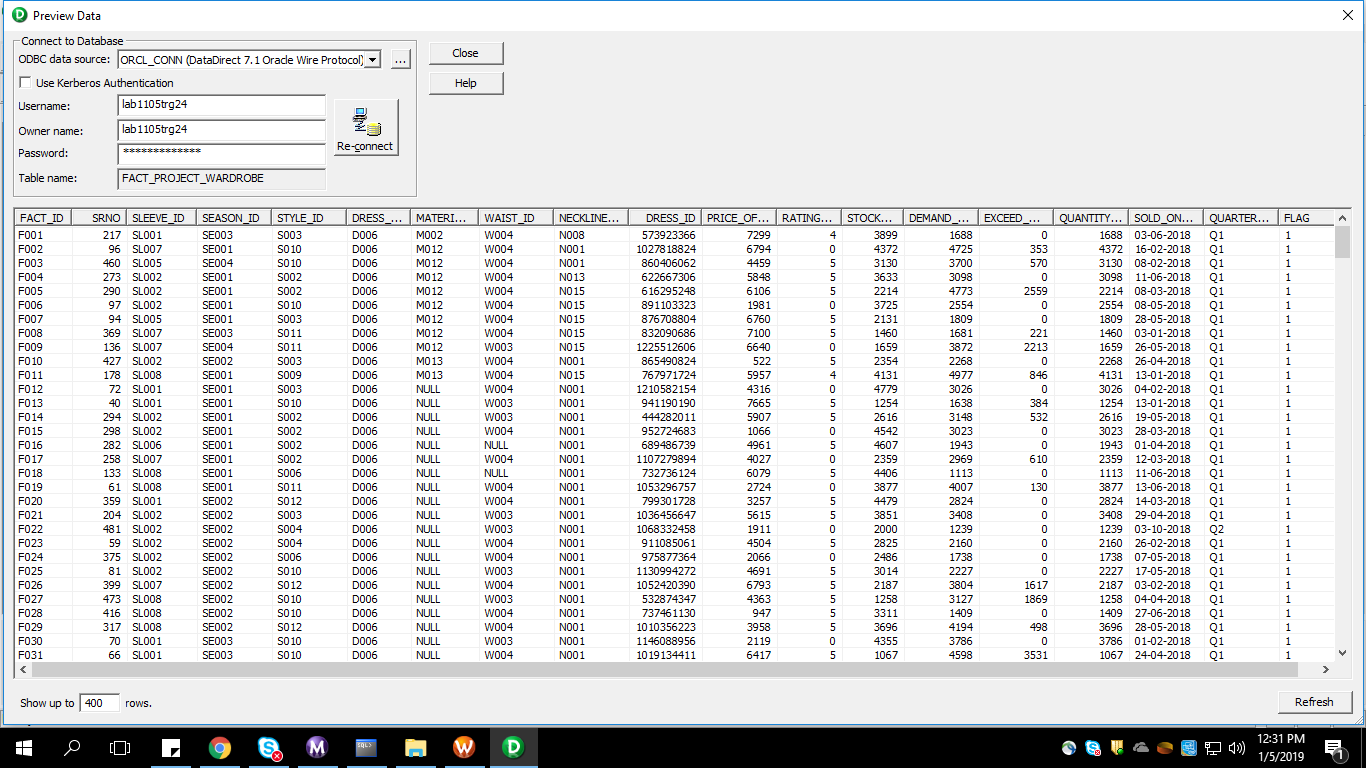 Preview Data
Connect to Database
ODBC data source: ORCL_CONN (DataDirect 7.1 Oracle Wire Protocol) ... Close
Use Kerberos Authentication Help
Username: lab1105trg24
Owner name: lab1105trg24
Password: *************
Re-connect
Table name: FACT_PROJECT_WARDROBE
FACT_ID SRNO SLEEVE_ID SEASON_ID STYLE_ID DRESS_... MATERI... WAIST_ID NECKLINE... DRESS_ID PRICE_OF... RATING... STOCK... DEMAND_... EXCEED_... QUANTITY... SOLD_ON... QUARTER... FLAG
F001 217 SL001 SE003 S003 D006 M002 W004 N008 573923366 7299 4 3899 1688 0 1688 03-06-2018 Q1 1
F002 96 SL007 SE001 S010 D006 M012 W004 N001 1027818824 6794 0 4372 4725 353 4372 16-02-2018 Q1 1
F003 460 SL005 SE004 S010 D006 M012 W004 N001 860406062 4459 5 3130 3700 570 3130 08-02-2018 Q1 1
F004 273 SL002 SE001 S002 D006 M012 W004 N013 622667306 5848 5 3633 3098 0 3098 11-06-2018 Q1 1
F005 290 SL002 SE001 S002 D006 M012 W004 N015 616295248 6106 5 2214 4773 2559 2214 08-03-2018 Q1 1
F006 97 SL002 SE001 S010 D006 M012 W004 N015 891103323 1981 0 3725 2554 0 2554 08-05-2018 Q1 1
F007 94 SL005 SE001 S003 D006 M012 W004 N015 876708804 6760 5 2131 1809 0 1809 28-05-2018 Q1 1
F008 369 SL007 SE003 S011 D006 M012 W004 N015 832090686 7100 5 1460 1681 221 1460 03-01-2018 Q1 1
F009 136 SL007 SE004 S011 D006 M012 W003 N015 1225512606 6640 0 1659 3872 2213 1659 26-05-2018 Q1 1
F010 427 SL002 SE002 S003 D006 M013 W004 N001 865490824 522 5 2354 2268 0 2268 26-04-2018 Q1 1
F011 178 SL008 SE001 S009 D006 M013 W004 N015 767971724 5957 4 4131 4977 846 4131 13-01-2018 Q1 1
F012 72 SL001 SE001 S003 D006 NULL W004 N001 1210582154 4316 0 4779 3026 0 3026 04-02-2018 Q1 1
F013 40 SL001 SE001 S010 D006 NULL W003 N001 941190190 7665 5 1254 1638 384 1254 13-01-2018 Q1 1
F014 294 SL002 SE001 S002 D006 NULL W003 N001 444282011 5907 5 2616 3148 532 2616 19-05-2018 Q1 1
F015 298 SL002 SE001 S002 D006 NULL W004 N001 952724683 1066 0 4542 3023 0 3023 28-03-2018 Q1 1
F016 282 SL006 SE001 S002 D006 NULL NULL N001 689486739 4961 5 4607 1943 0 1943 01-04-2018 Q1 1
F017 258 SL007 SE001 S002 D006 NULL W004 N001 1107279894 4027 0 2359 2969 610 2359 12-03-2018 Q1 1
F018 133 SL008 SE001 S006 D006 NULL NULL N001 732736124 6079 5 4406 1113 0 1113 11-06-2018 Q1 1
F019 61 SL008 SE001 S011 D006 NULL W004 N001 1053296757 2724 0 3877 4007 130 3877 13-06-2018 Q1 1
F020 359 SL001 SE002 S012 D006 NULL W004 N001 799301728 3257 5 4479 2824 0 2824 14-03-2018 Q1 1
F021 204 SL002 SE002 S003 D006 NULL W003 N001 1036456647 5615 5 3851 3408 0 3408 29-04-2018 Q1 1
F022 481 SL002 SE002 S004 D006 NULL W003 N001 1068332458 1911 0 2000 1239 0 1239 03-10-2018 Q2 1
F023 59 SL002 SE002 S004 D006 NULL W004 N001 911085061 4504 5 2825 2160 0 2160 26-02-2018 Q1 1
F024 375 SL002 SE002 S006 D006 NULL W004 N001 975877364 2066 0 2486 1738 0 1738 07-05-2018 Q1 1
F025 81 SL002 SE002 S010 D006 NULL W003 N001 1130994272 4691 5 3014 2227 0 2227 17-05-2018 Q1 1
F026 399 SL007 SE002 S012 D006 NULL W004 N001 1052420390 6793 5 2187 3804 1617 2187 03-02-2018 Q1 1
F027 473 SL008 SE002 S010 D006 NULL W003 N001 532874347 4363 5 1258 3127 1869 1258 04-04-2018 Q1 1
F028 416 SL008 SE002 S010 D006 NULL W004 N001 737461130 947 5 3311 1409 0 1409 27-06-2018 Q1 1
F029 317 SL008 SE002 S012 D006 NULL W004 N001 1010356223 3958 5 3696 4194 498 3696 28-05-2018 Q1 1
F030 70 SL001 SE003 S010 D006 NULL W003 N001 1146088956 2119 0 4355 3786 0 3786 01-02-2018 Q1 1
F031 66 SL001 SE003 S010 D006 NULL W004 N001 1019134411 6417 5 1067 4598 3531 1067 24-04-2018 Q1 1
Show up to 400 rows. Refresh
12:31 PM
1/5/2019
1